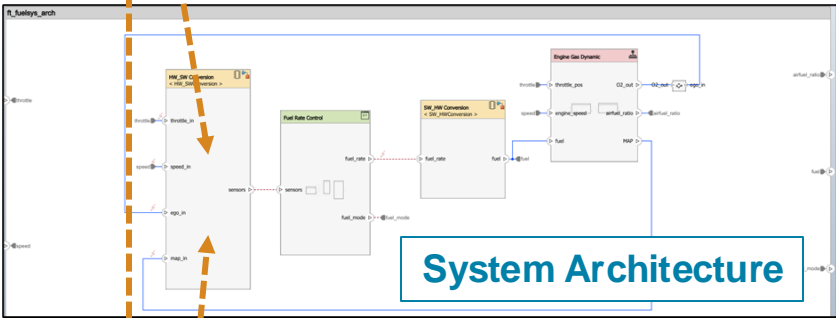 ft_fuelsys_arch
Engine Gas Dynamic
HW_SW Conversion
< HW_SWConversion >
throttle
throttle_pos
O2_out
O2_out
ego_in
airfuel_ratio
throttle
SW_HW Conversion
< SW_HWConversion >
Fuel Rate Control
speed
engine_speed
airfuel_ratio
airfuel_ratio
throttle
throttle_in
fuel
MAP
fuel_rate
fuel_rate
fuel
fuel
speed
speed_in
fuel
sensors
sensors
ego_in
fuel_mode
fuel_mode
speed
map_in
System Architecture
_mode